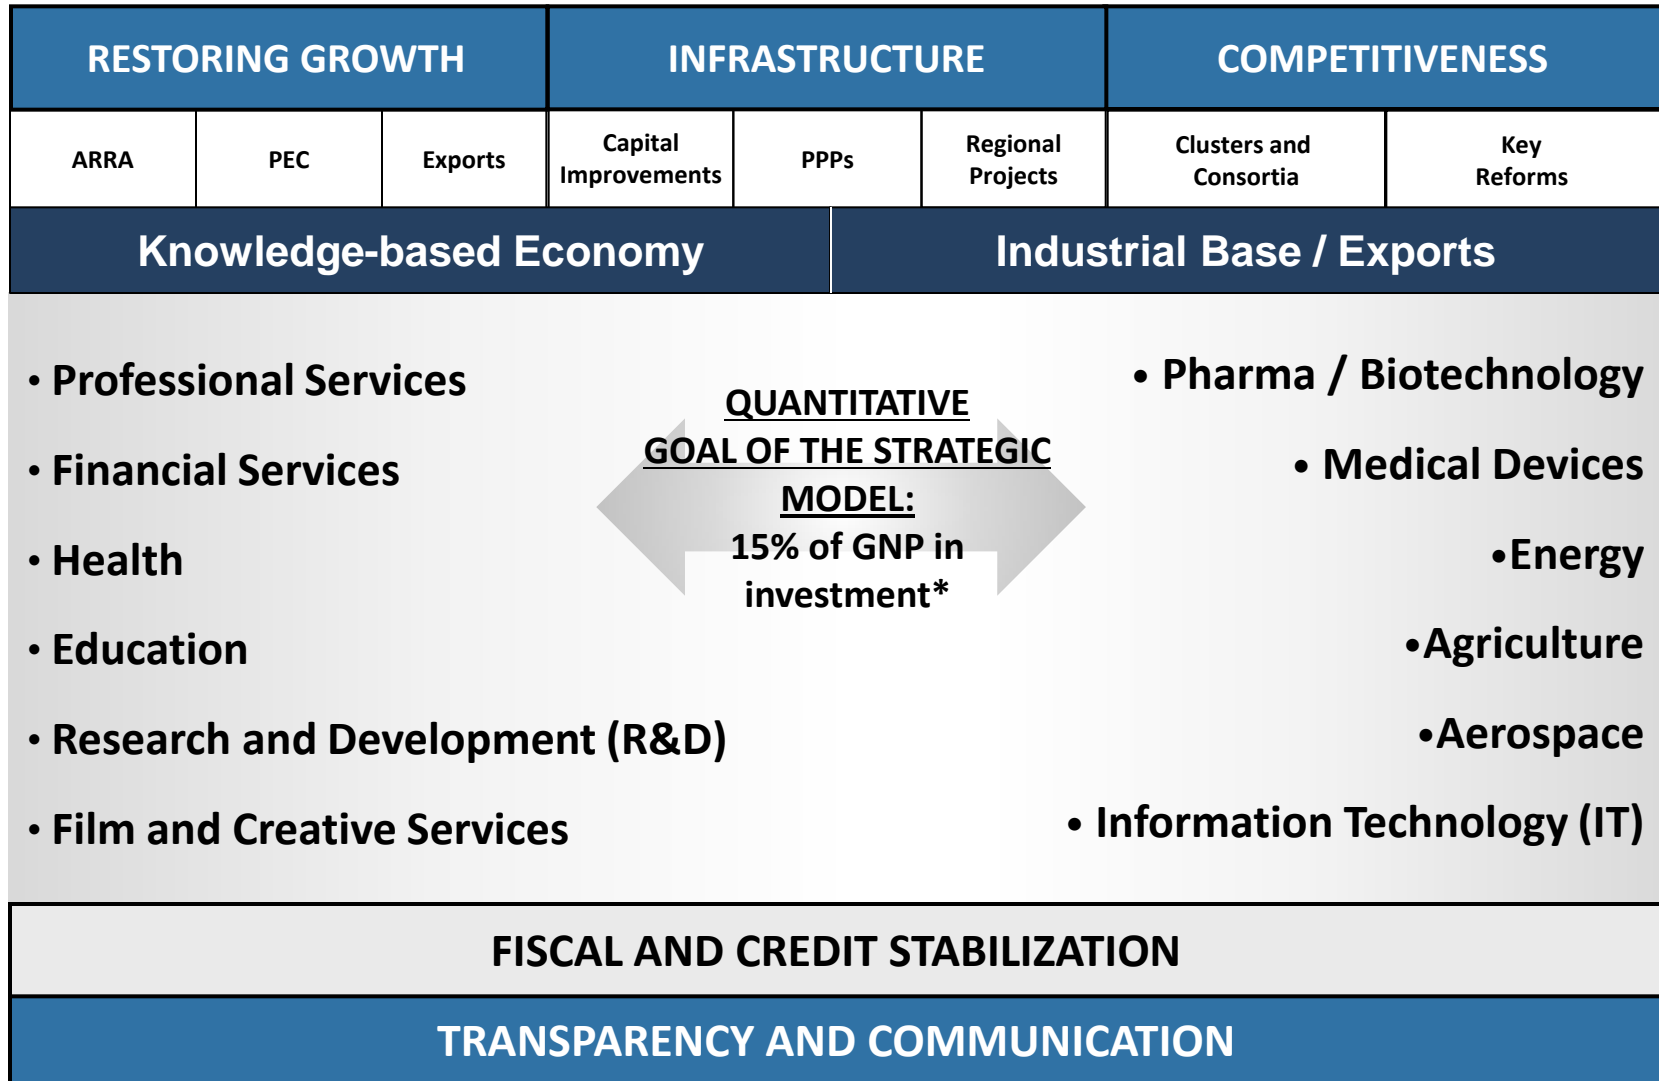 RESTORING GROWTH
INFRASTRUCTURE
COMPETITIVENESS
ARRA
PEC
Exports
Capital
Improvements
PPPs
Regional
Projects
Clusters and
Consortia
Key
Reforms
Knowledge-based Economy
Industrial Base / Exports
• Professional Services
• Financial Services
• Health
• Education
• Research and Development (R&D)
• Film and Creative Services
QUANTITATIVE
GOAL OF THE STRATEGIC
MODEL:
15% of GNP in
investment*
• Pharma / Biotechnology
• Medical Devices
•Energy
•Agriculture
•Aerospace
• Information Technology (IT)
FISCAL AND CREDIT STABILIZATION
TRANSPARENCY AND COMMUNICATION